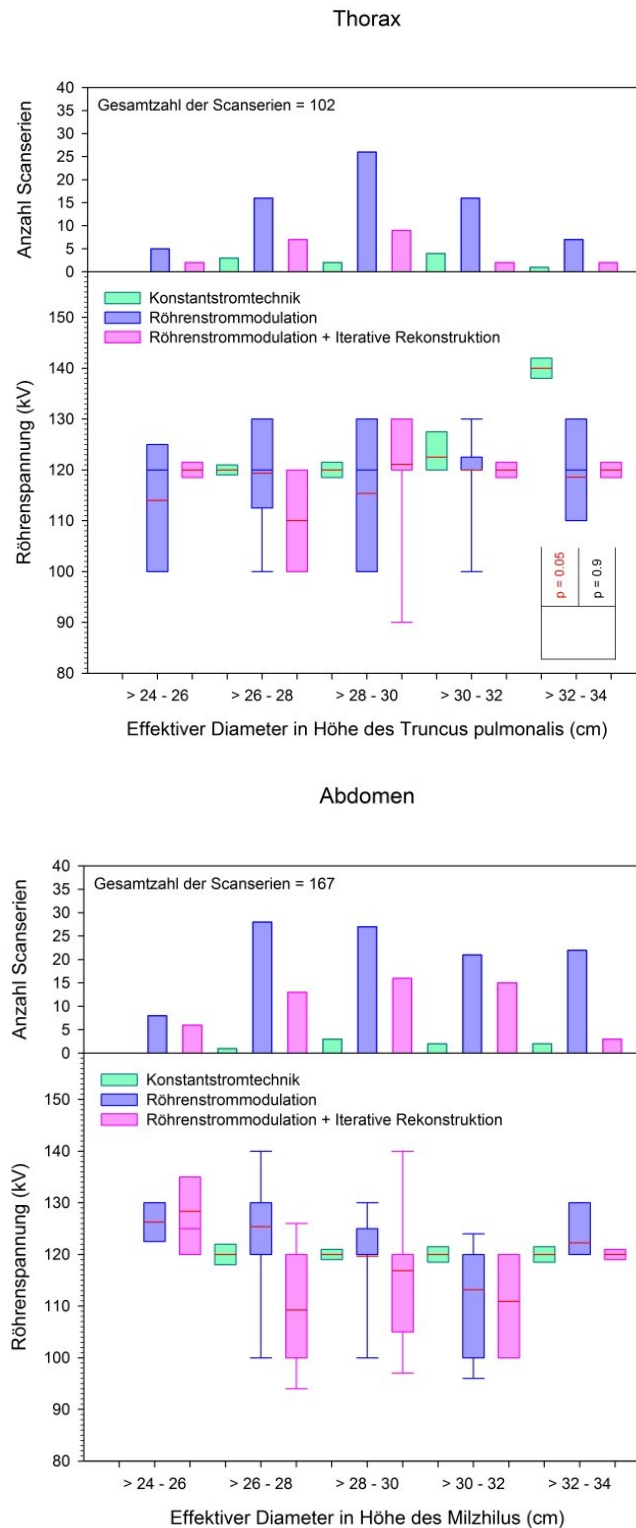 Thorax
Anzahl Scanserien
40
35
30
25
20
15
10
5
0
Gesamtzahl der Scanserien = 102
Röhrenspannung (kV)
150
140
130
120
110
100
90
80
Konstantstromtechnik
Röhrenstrommodulation
Röhrenstrommodulation + Iterative Rekonstruktion
p = 0.05
p = 0.9
> 24 - 26 > 26 - 28 > 28 - 30 > 30 - 32 > 32 - 34
Effektiver Diameter in Höhe des Truncus pulmonalis (cm)
Abdomen
Anzahl Scanserien
40
35
30
25
20
15
10
5
0
Gesamtzahl der Scanserien = 167
Röhrenspannung (kV)
150
140
130
120
110
100
90
80
Konstantstromtechnik
Röhrenstrommodulation
Röhrenstrommodulation + Iterative Rekonstruktion
> 24 - 26 > 26 - 28 > 28 - 30 > 30 - 32 > 32 - 34
Effektiver Diameter in Höhe des Milzhilus (cm)